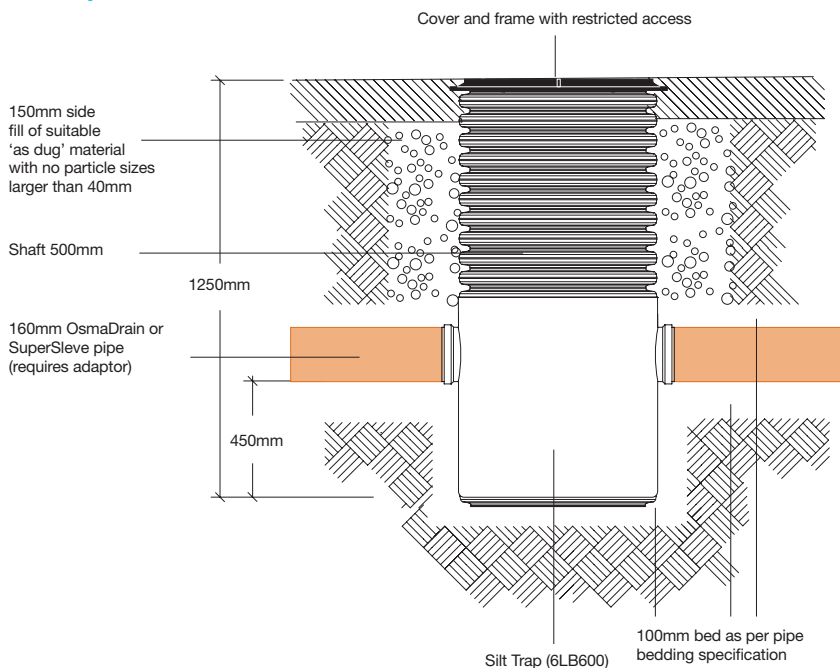 Cover and frame with restricted access
150mm side
fill of suitable
‘as dug’ material
with no particle sizes
larger than 40mm
Shaft 500mm
1250mm
160mm OsmaDrain or
SuperSleve pipe
(requires adaptor)
450mm
Silt Trap (6LB600)
100mm bed as per pipe
bedding specification